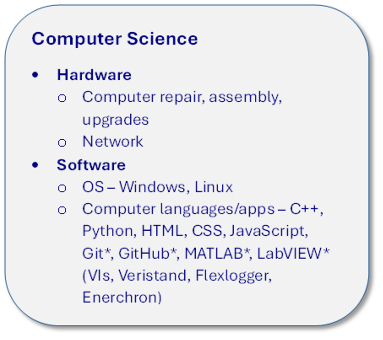 Computer Science
• Hardware
o Computer repair, assembly,
upgrades
o Network
• Software
o OS – Windows, Linux
o Computer languages/apps – C++,
Python, HTML, CSS, JavaScript,
Git*, GitHub*, MATLAB*, LabVIEW*
(VIs, Veristand, Flexlogger,
Enerchron)